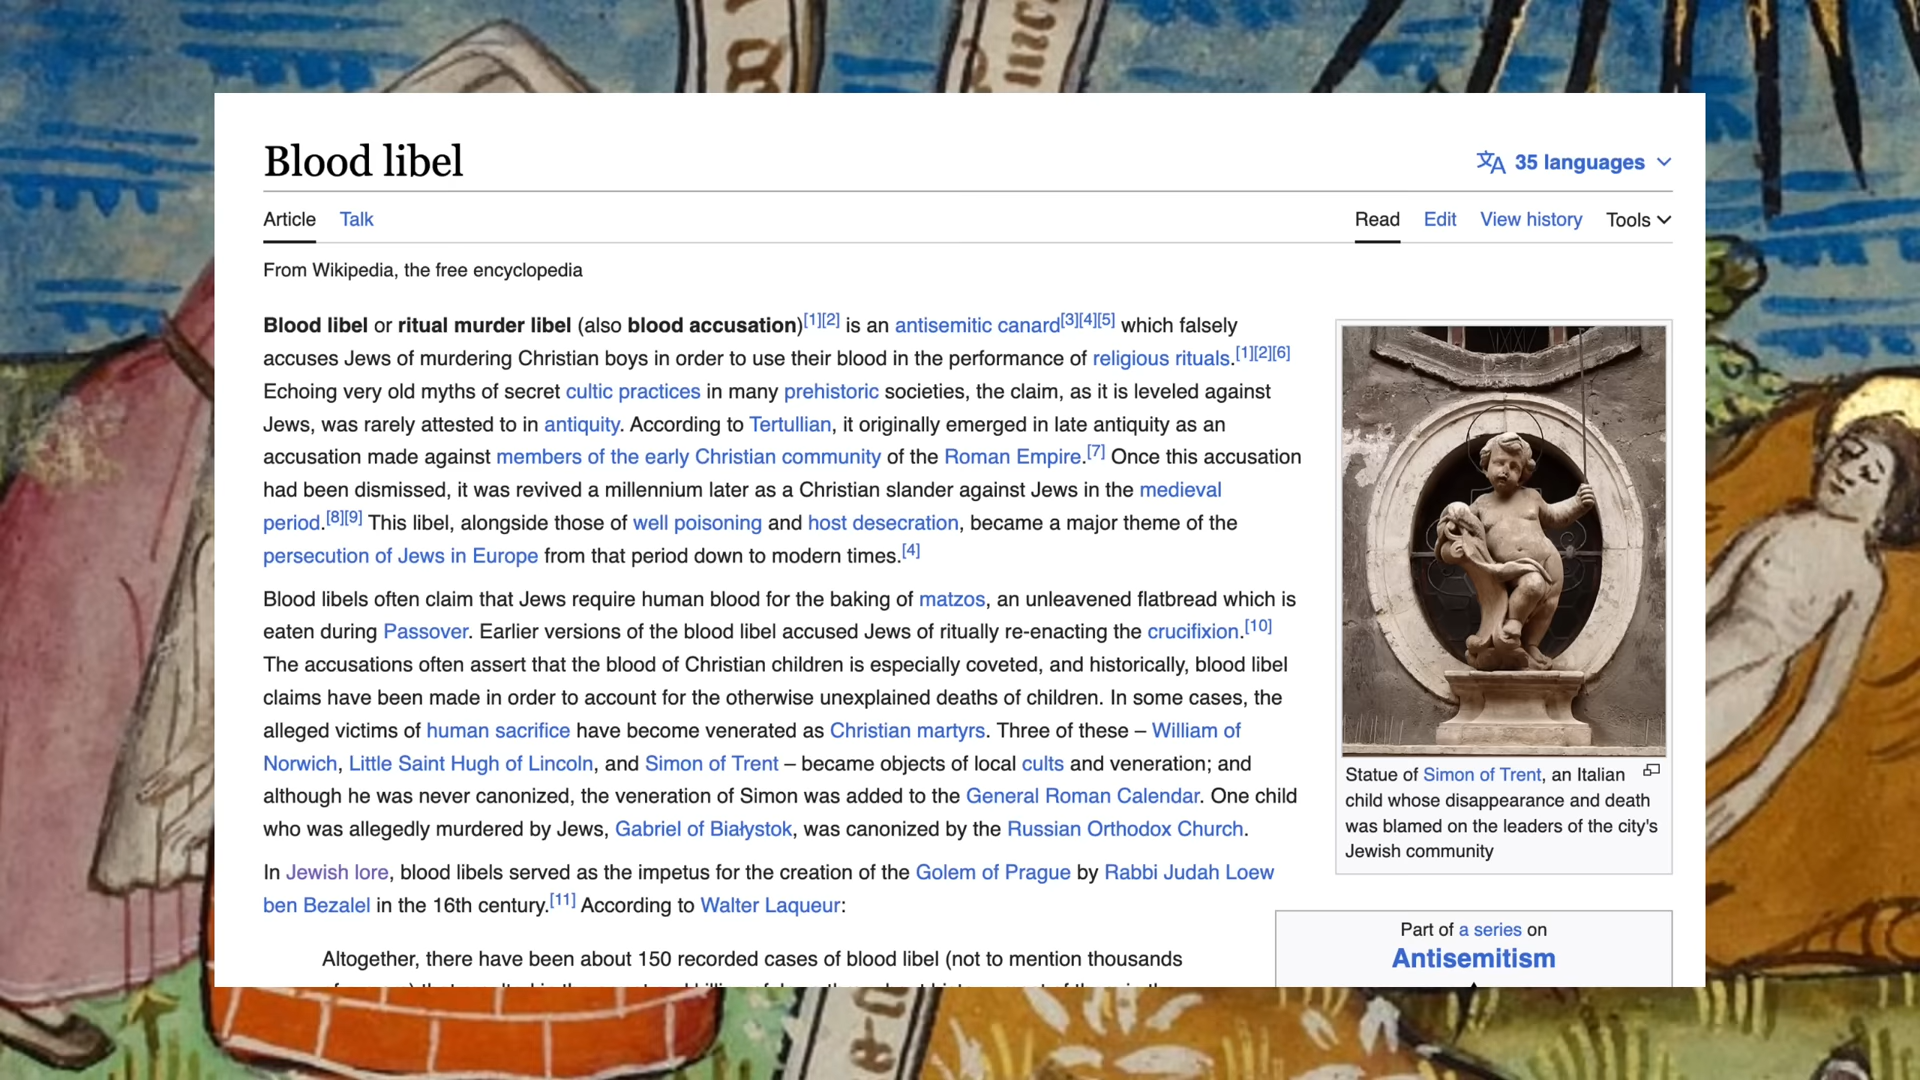 Blood libel
35 languages
Article Talk
Read Edit View history Tools
From Wikipedia, the free encyclopedia
Blood libel or ritual murder libel (also blood accusation)[1][2] is an antisemitic canard[3][4][5] which falsely
accuses Jews of murdering Christian boys in order to use their blood in the performance of religious rituals.[1][2][6]
Echoing very old myths of secret cultic practices in many prehistoric societies, the claim, as it is leveled against
Jews, was rarely attested to in antiquity. According to Tertullian, it originally emerged in late antiquity as an
accusation made against members of the early Christian community of the Roman Empire.[7] Once this accusation
had been dismissed, it was revived a millennium later as a Christian slander against Jews in the medieval
period.[8][9] This libel, alongside those of well poisoning and host desecration, became a major theme of the
persecution of Jews in Europe from that period down to modern times.[4]
Blood libels often claim that Jews require human blood for the baking of matzos, an unleavened flatbread which is
eaten during Passover. Earlier versions of the blood libel accused Jews of ritually re-enacting the crucifixion.[10]
The accusations often assert that the blood of Christian children is especially coveted, and historically, blood libel
claims have been made in order to account for the otherwise unexplained deaths of children. In some cases, the
alleged victims of human sacrifice have become venerated as Christian martyrs. Three of these – William of
Norwich, Little Saint Hugh of Lincoln, and Simon of Trent – became objects of local cults and veneration; and
although he was never canonized, the veneration of Simon was added to the General Roman Calendar. One child
who was allegedly murdered by Jews, Gabriel of Białystok, was canonized by the Russian Orthodox Church.
In Jewish lore, blood libels served as the impetus for the creation of the Golem of Prague by Rabbi Judah Loew
ben Bezalel in the 16th century.[11] According to Walter Laqueur:
Altogether, there have been about 150 recorded cases of blood libel (not to mention thousands
Statue of Simon of Trent, an Italian
child whose disappearance and death
was blamed on the leaders of the city's
Jewish community
Part of a series on
Antisemitism